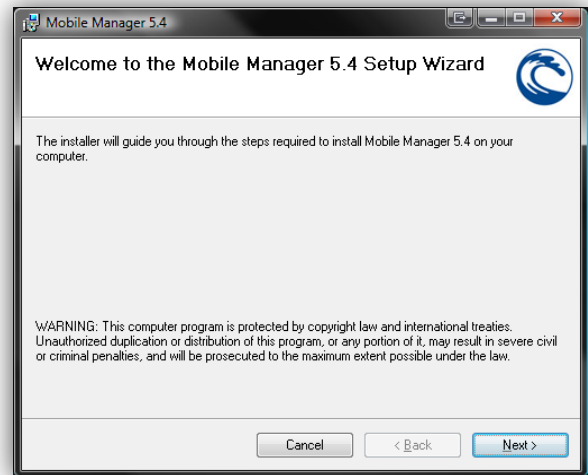 Mobile Manager 5.4
Welcome to the Mobile Manager 5.4 Setup Wizard
The installer will guide you through the steps required to install Mobile Manager 5.4 on your
computer.
WARNING: This computer program is protected by copyright law and international treaties.
Unauthorized duplication or distribution of this program, or any portion of it, may result in severe civil
or criminal penalties, and will be prosecuted to the maximum extent possible under the law.
Cancel
< Back
Next >